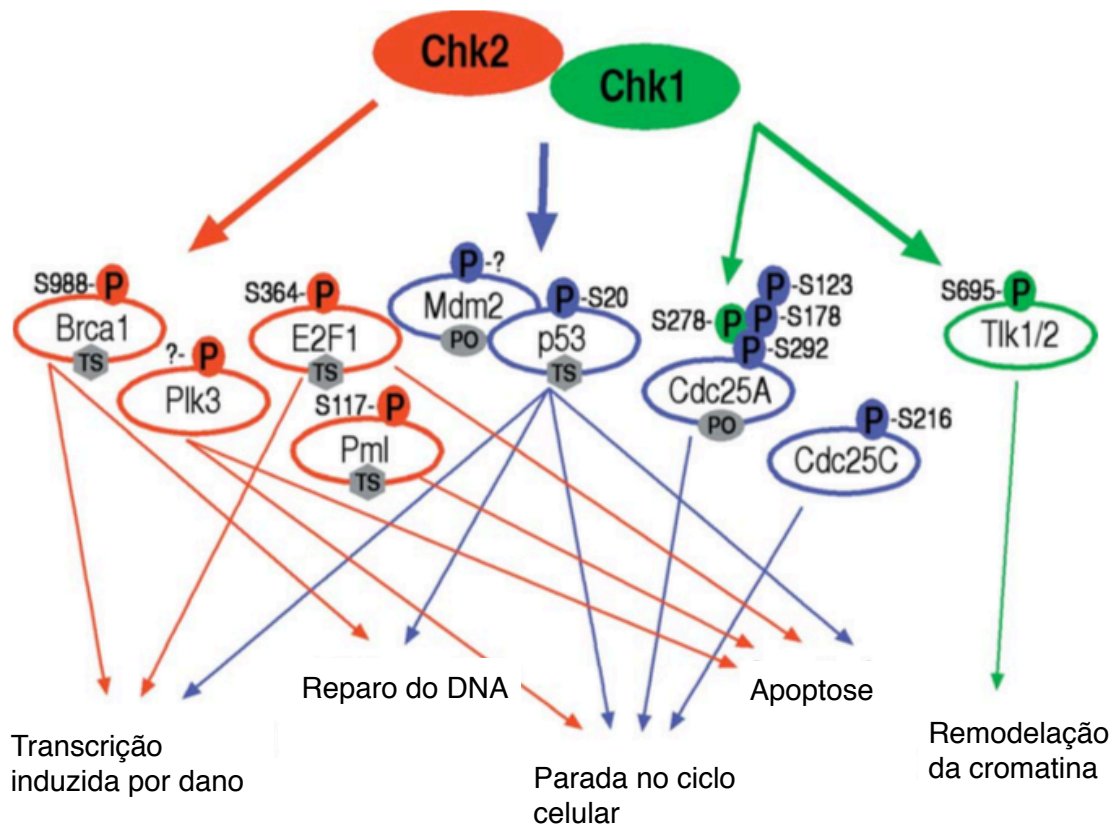 Chk2
Chk1
S988-P
Brca1
TS
?-P
Plk3
S364-P
E2F1
TS
S117-P
Pml
TS
P-?
Mdm2
PO
P-S20
p53
TS
P-S123
S278-P P-S178
P-S292
Cdc25A
PO
P-S216
Cdc25C
S695-P
Tlk1/2
Transcrição
induzida por dano
Reparo do DNA
Parada no ciclo
celular
Apoptose
Remodelação
da cromatina